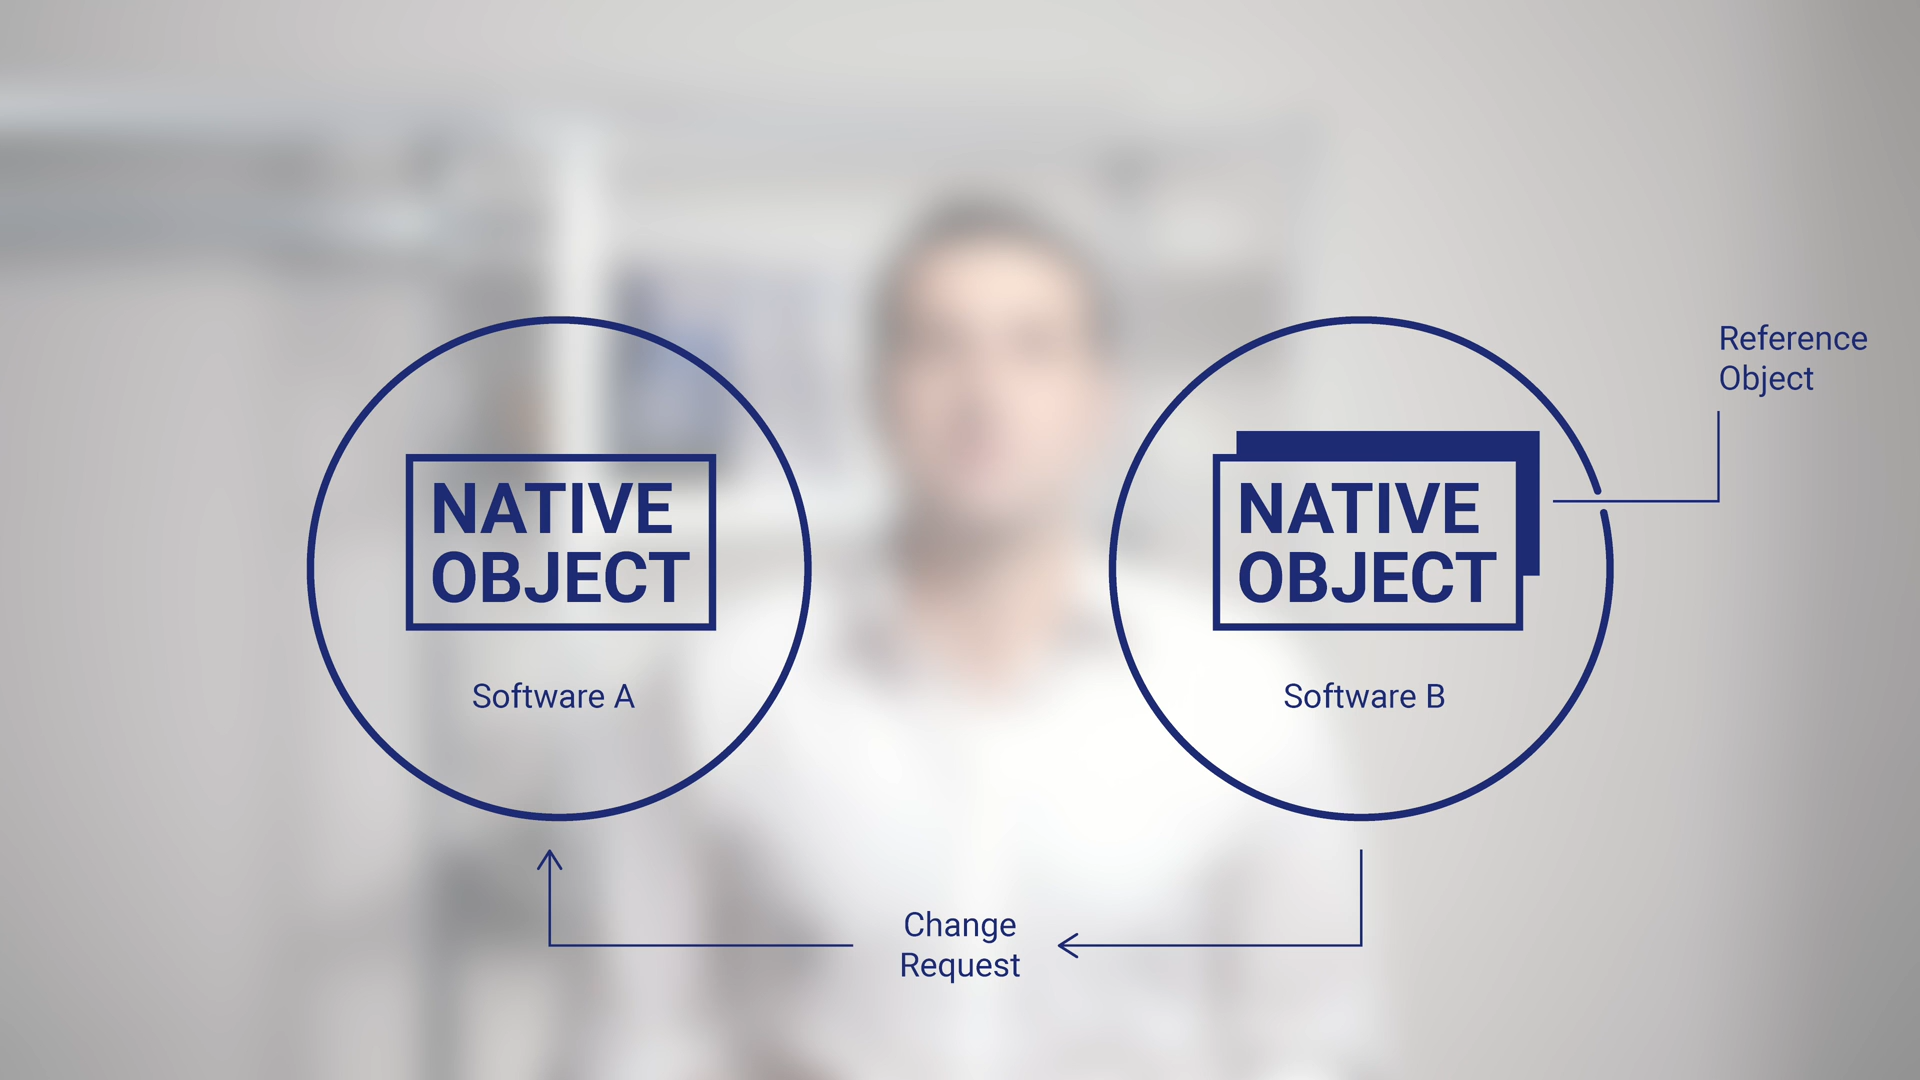 Reference
Object
NATIVE
OBJECT
Software A
NATIVE
OBJECT
Software B
Change
Request